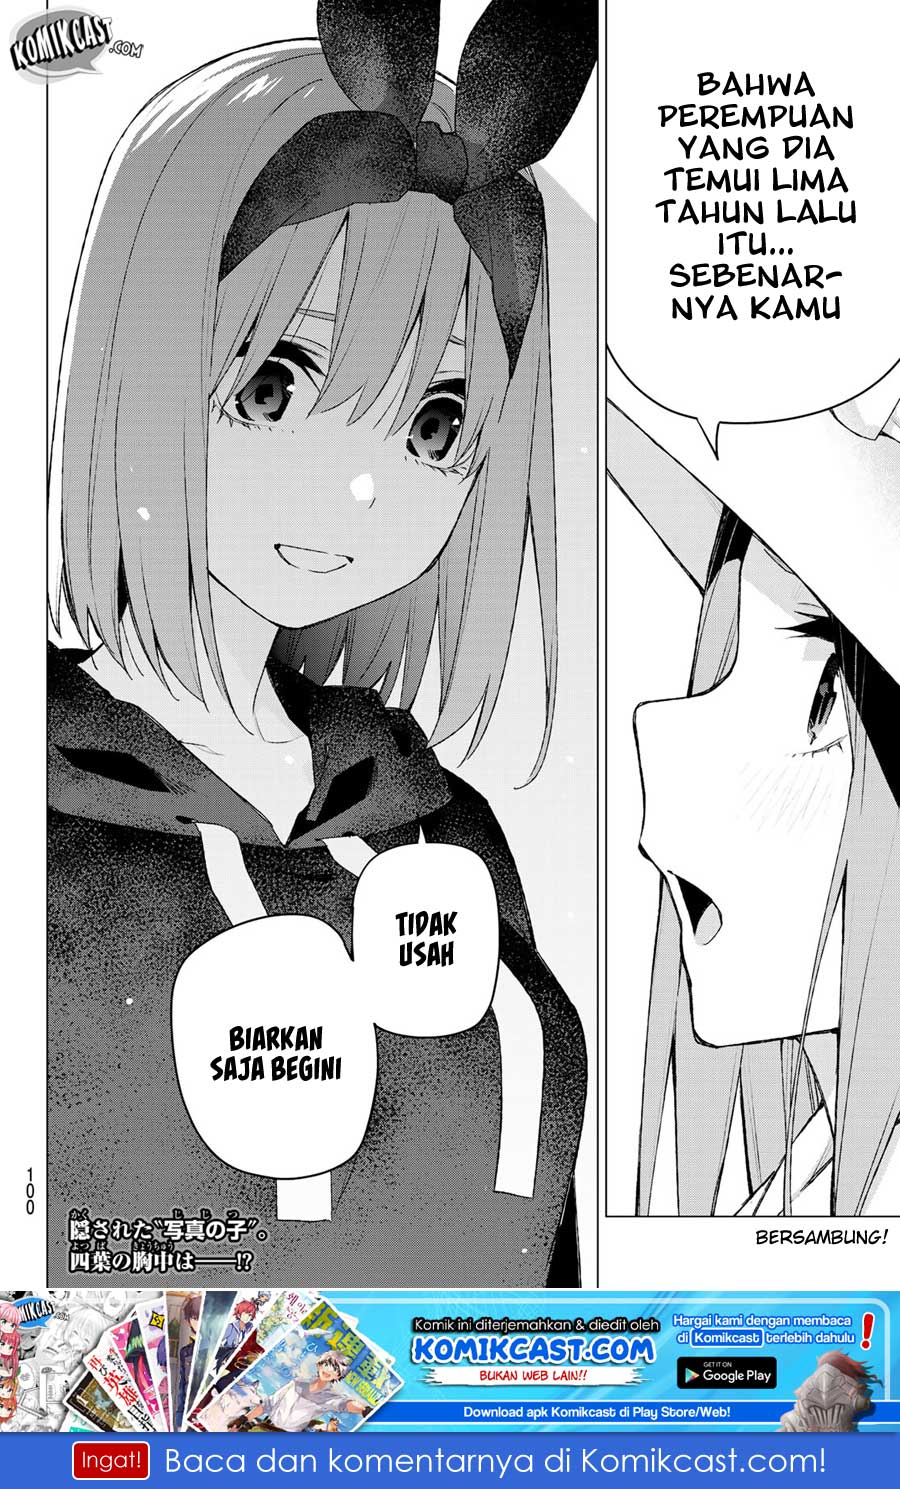 KOMIKCAST
.COM
BAHWA
PEREMPUAN
YANG DIA
TEMUI LIMA
TAHUN LALU
ITU...
SEBENAR-
NYA KAMU
TIDAK
USAH
BIARKAN
SAJA BEGINI
BERSAMBUNG!
100
隠された“写真の子”。
四葉の胸中は――!?
Komik ini diterjemahkan & diedit oleh
KOMIKCAST.COM
BUKAN WEB LAIN!!
Hargai kami dengan membaca
di Komikcast terlebih dahulu
!
GET IT ON
Google Play
Download apk Komikcast di Play Store/Web!
Ingat! Baca dan komentarnya di Komikcast.com!